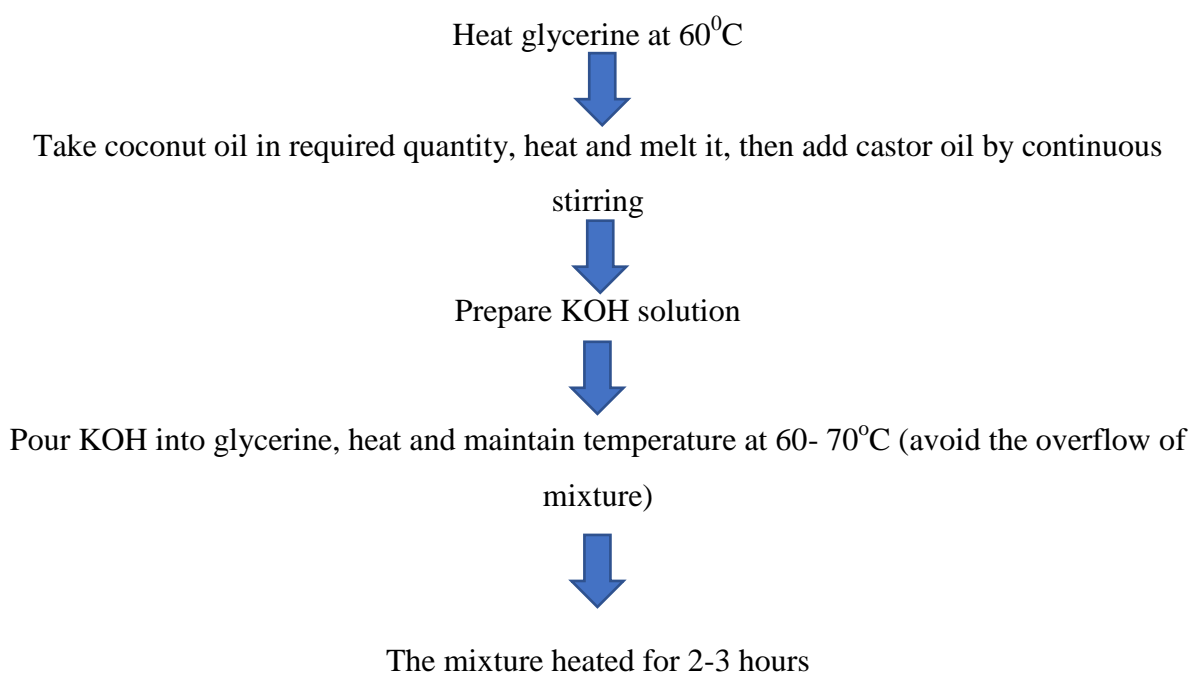 Heat glycerine at 60⁰C
Take coconut oil in required quantity, heat and melt it, then add castor oil by continuous
stirring
Prepare KOH solution
Pour KOH into glycerine, heat and maintain temperature at 60- 70ᵒC (avoid the overflow of
mixture)
The mixture heated for 2-3 hours